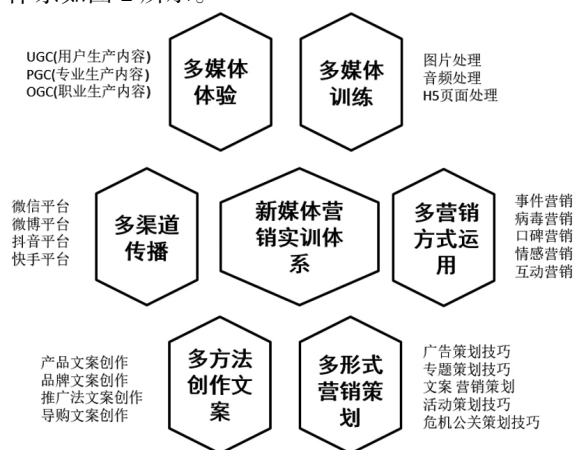 UGC(用户生产内容)
PGC(专业生产内容)
OGC(职业生产内容)
多媒体
体验
多媒体
训练
图片处理
音频处理
H5页面处理
微信平台
微博平台
抖音平台
快手平台
多渠道
传播
新媒体营
销实训体
系
多营销
方式运
用
事件营销
病毒营销
口碑营销
情感营销
互动营销
产品文案创作
品牌文案创作
推广法文案创作
导购文案创作
多方法
创作文
案
多形式
营销策
划
广告策划技巧
专题策划技巧
文案 营销策划
活动策划技巧
危机公关策划技巧